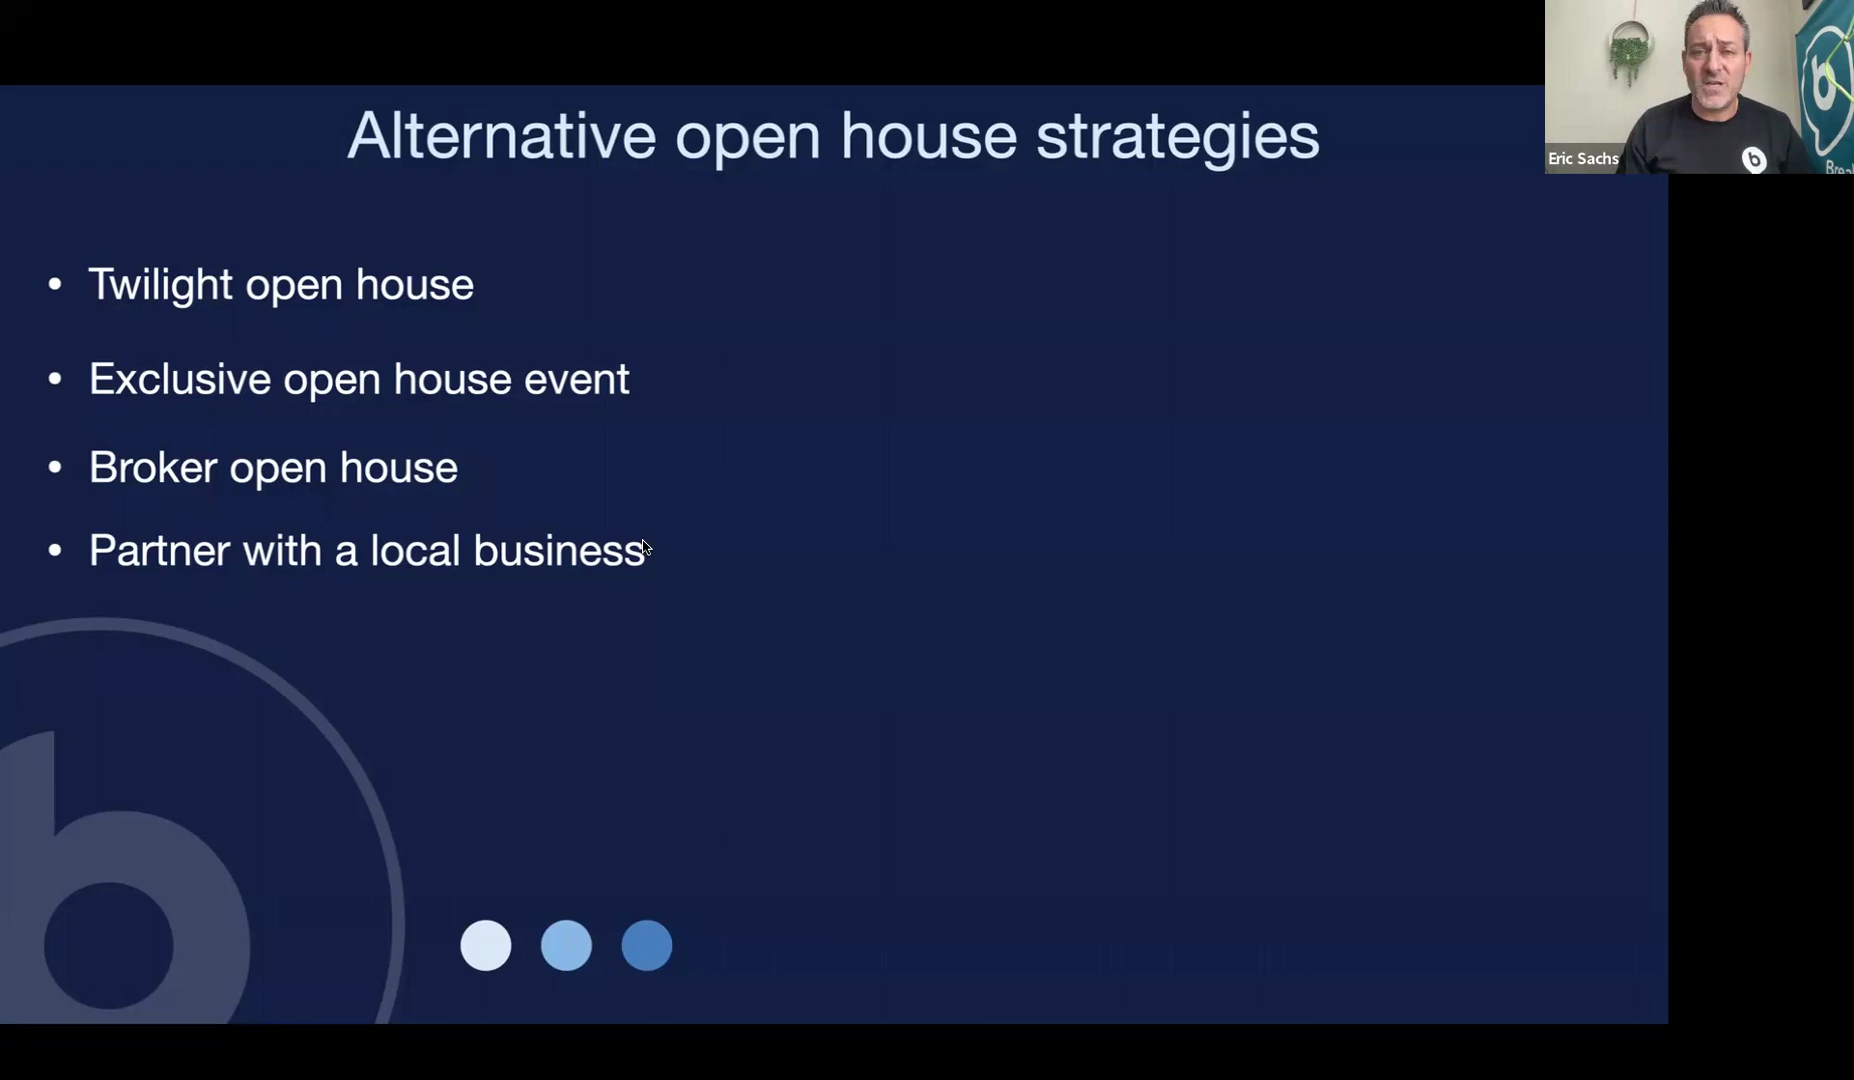 Alternative open house strategies
• Twilight open house
• Exclusive open house event
• Broker open house
• Partner with a local business
Eric Sachs
b
b
b